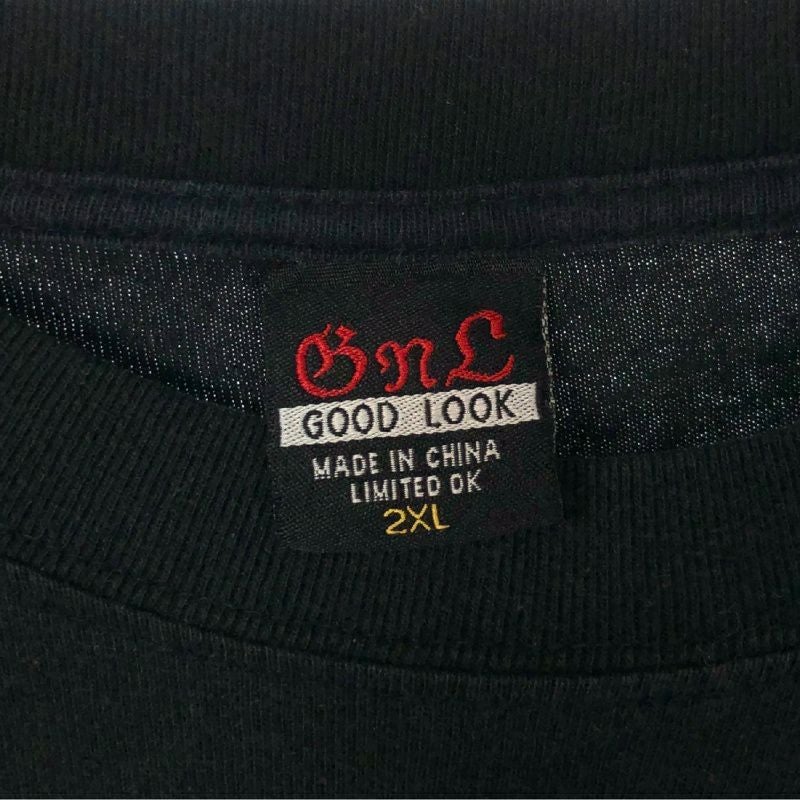 GnL
GOOD LOOK
MADE IN CHINA
LIMITED OK
2XL